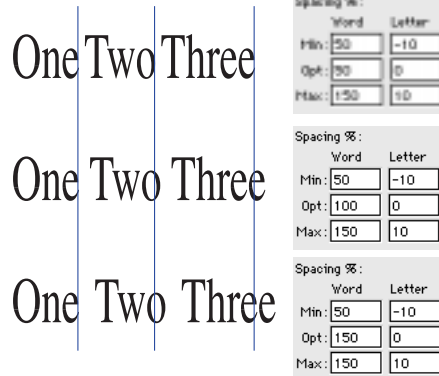 One Two Three
Spacing %:
Word Letter
Min: 50 -10
Opt: 0
Max: 150 10
One Two Three
Spacing %:
Word Letter
Min: 50 -10
Opt: 100 0
Max: 150 10
One Two Three
Spacing %:
Word Letter
Min: 50 -10
Opt: 150 0
Max: 150 10